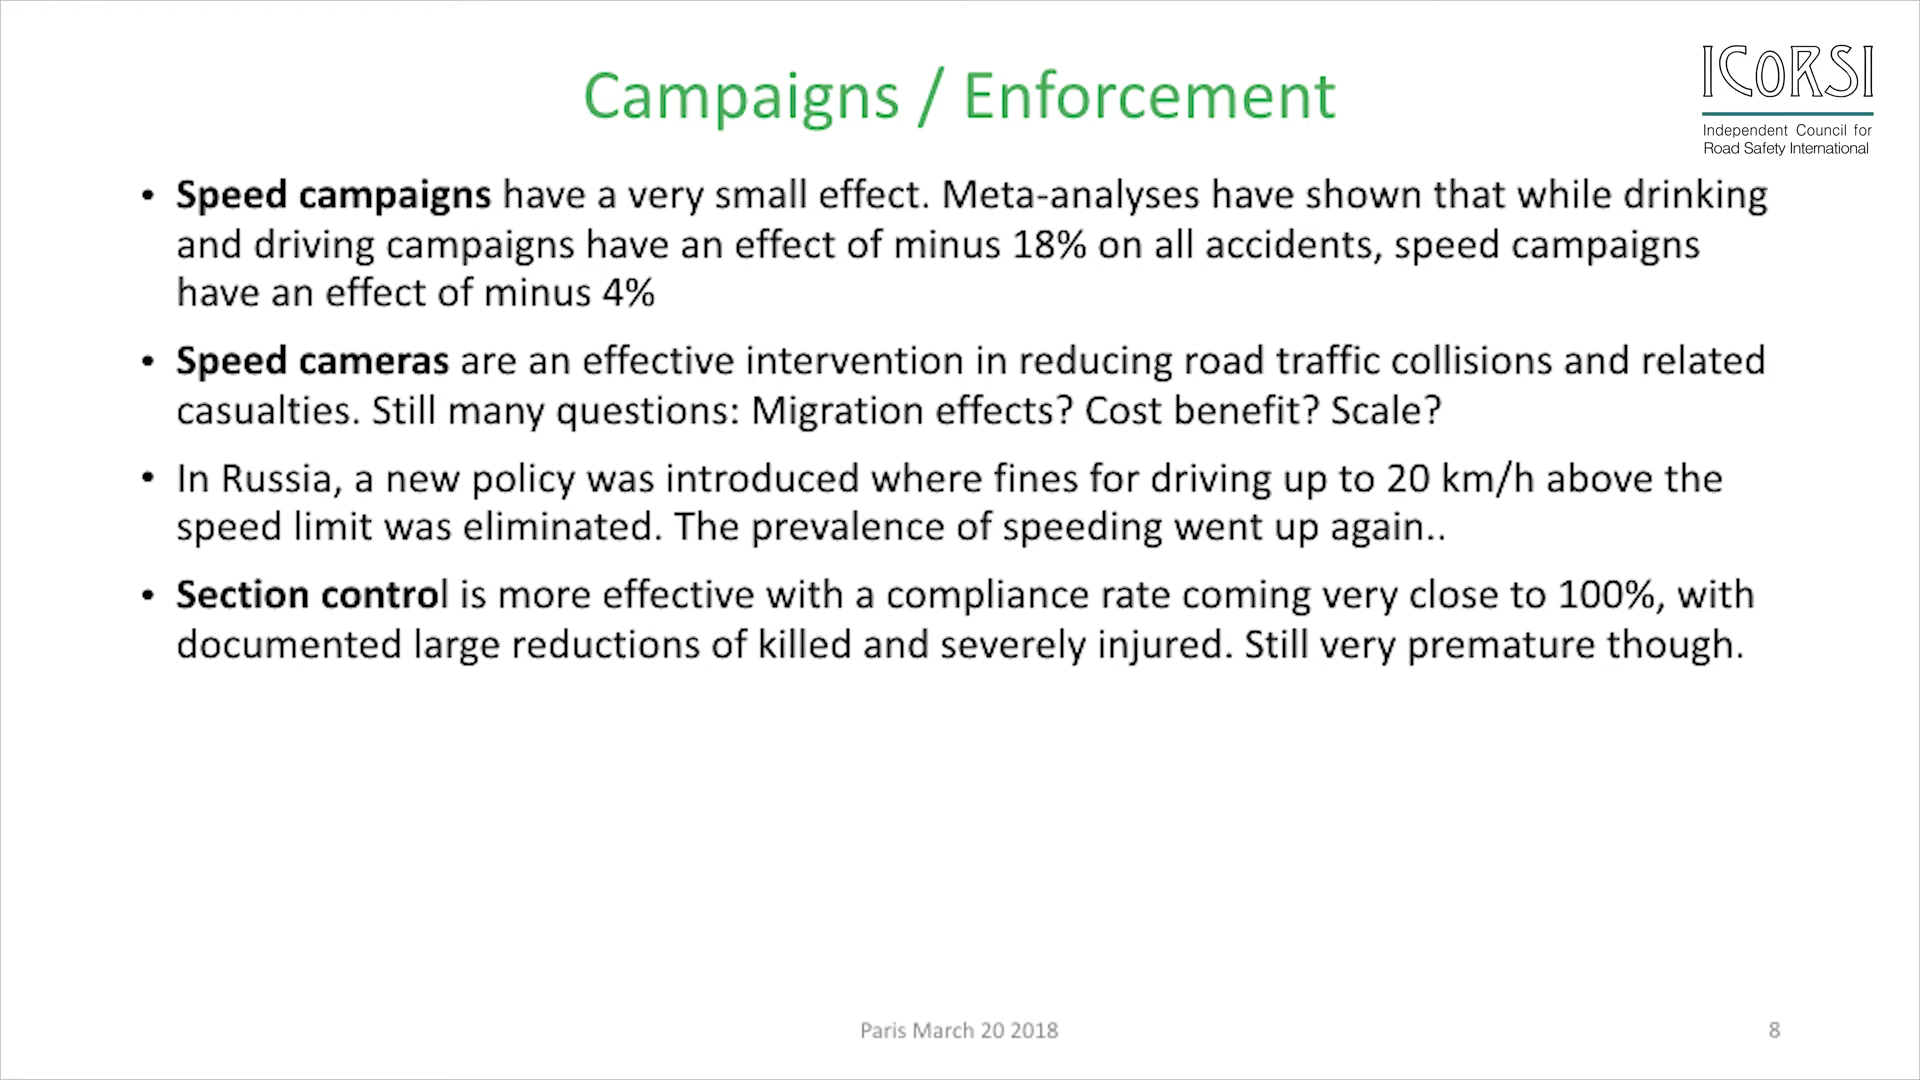 Campaigns / Enforcement
ICoRSI
Independent Council for
Road Safety International
• Speed campaigns have a very small effect. Meta-analyses have shown that while drinking
and driving campaigns have an effect of minus 18% on all accidents, speed campaigns
have an effect of minus 4%
• Speed cameras are an effective intervention in reducing road traffic collisions and related
casualties. Still many questions: Migration effects? Cost benefit? Scale?
• In Russia, a new policy was introduced where fines for driving up to 20 km/h above the
speed limit was eliminated. The prevalence of speeding went up again..
• Section control is more effective with a compliance rate coming very close to 100%, with
documented large reductions of killed and severely injured. Still very premature though.
Paris March 20 2018
8